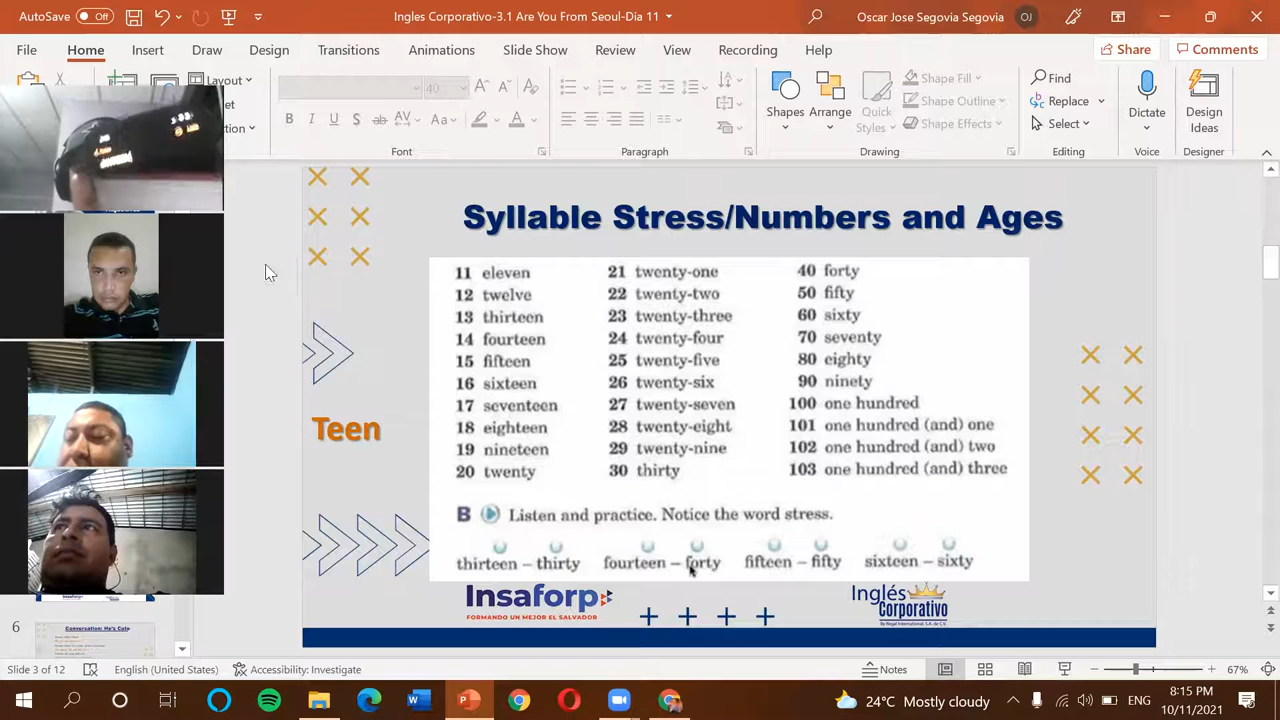 AutoSave Off
Ingles Corporativo-3.1 Are You From Seoul-Dia 11
Oscar Jose Segovia Segovia OJ
File Home Insert Draw Design Transitions Animations Slide Show Review View Recording Help
Share Comments
Layout
Shapes Arrange Quick Styles
Shape Fill
Shape Outline
Shape Effects
Find
Replace
Select
Dictate
Design Ideas
Font Paragraph Drawing Editing Voice Designer
Syllable Stress/Numbers and Ages
11 eleven 21 twenty-one 40 forty
12 twelve 22 twenty-two 50 fifty
13 thirteen 23 twenty-three 60 sixty
14 fourteen 24 twenty-four 70 seventy
15 fifteen 25 twenty-five 80 eighty
16 sixteen 26 twenty-six 90 ninety
17 seventeen 27 twenty-seven 100 one hundred
18 eighteen 28 twenty-eight 101 one hundred (and) one
19 nineteen 29 twenty-nine 102 one hundred (and) two
20 twenty 30 thirty 103 one hundred (and) three
Teen
B Listen and practice. Notice the word stress.
thirteen – thirty fourteen – forty fifteen – fifty sixteen – sixty
Insaforp
FORMANDO UN MEJOR EL SALVADOR
Inglés Corporativo
By Regal International, S.A. de C.V.
6
Conversation: He's Cute
Slide 3 of 12 English (United States) Accessibility: Investigate Notes 67%
24°C Mostly cloudy ENG 8:15 PM
10/11/2021